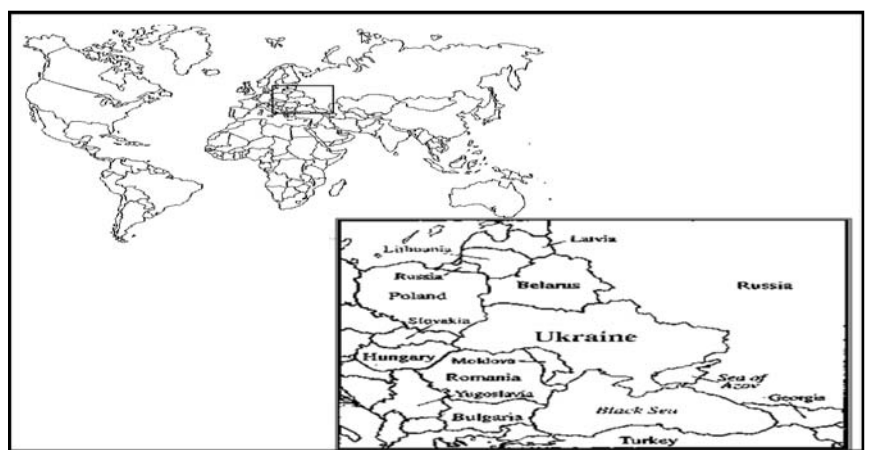 Latvia
Lithuania
Russia
Belarus
Russia
Poland
Slovakia
Ukraine
Hungary
Moldova
Romania
Sea of
Azov
Yugoslavia
Georgia
Bulgaria
Black Sea
Turkey